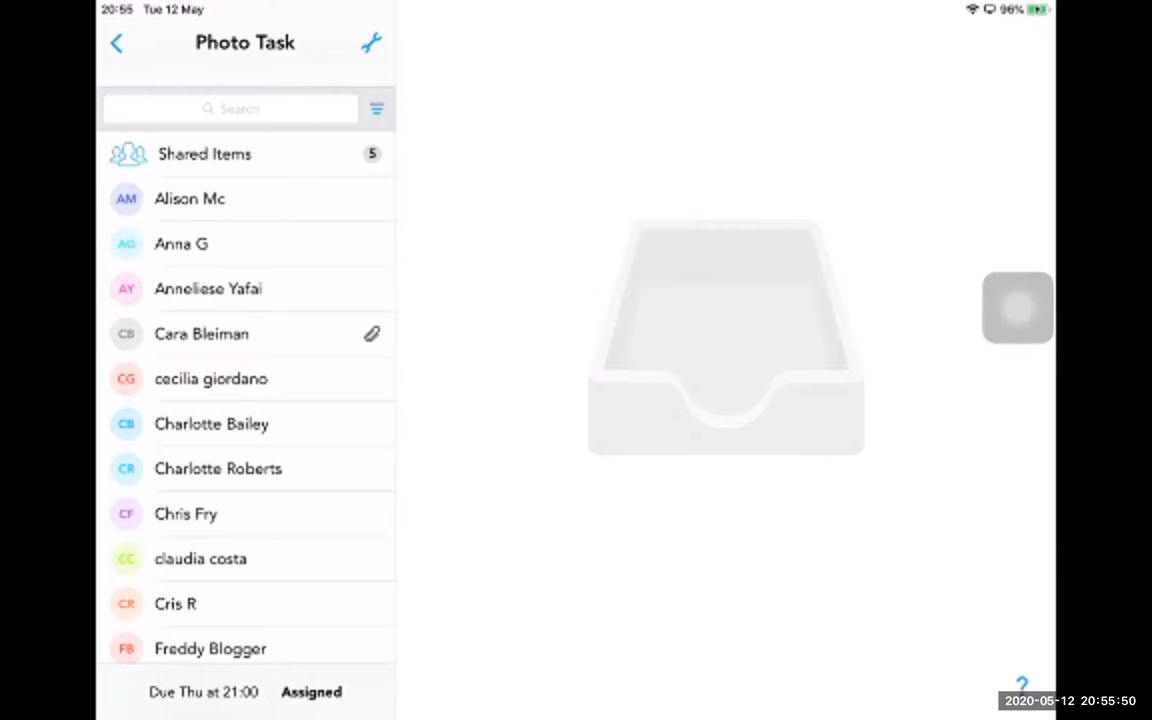 20:55 Tue 12 May
96%
Photo Task
Search
Shared Items 5
AM Alison Mc
AG Anna G
AY Anneliese Yafai
CB Cara Bleiman
CG cecilia giordano
CB Charlotte Bailey
CR Charlotte Roberts
CF Chris Fry
CC claudia costa
CR Cris R
FB Freddy Blogger
Due Thu at 21:00 Assigned
?
2020-05-12 20:55:50